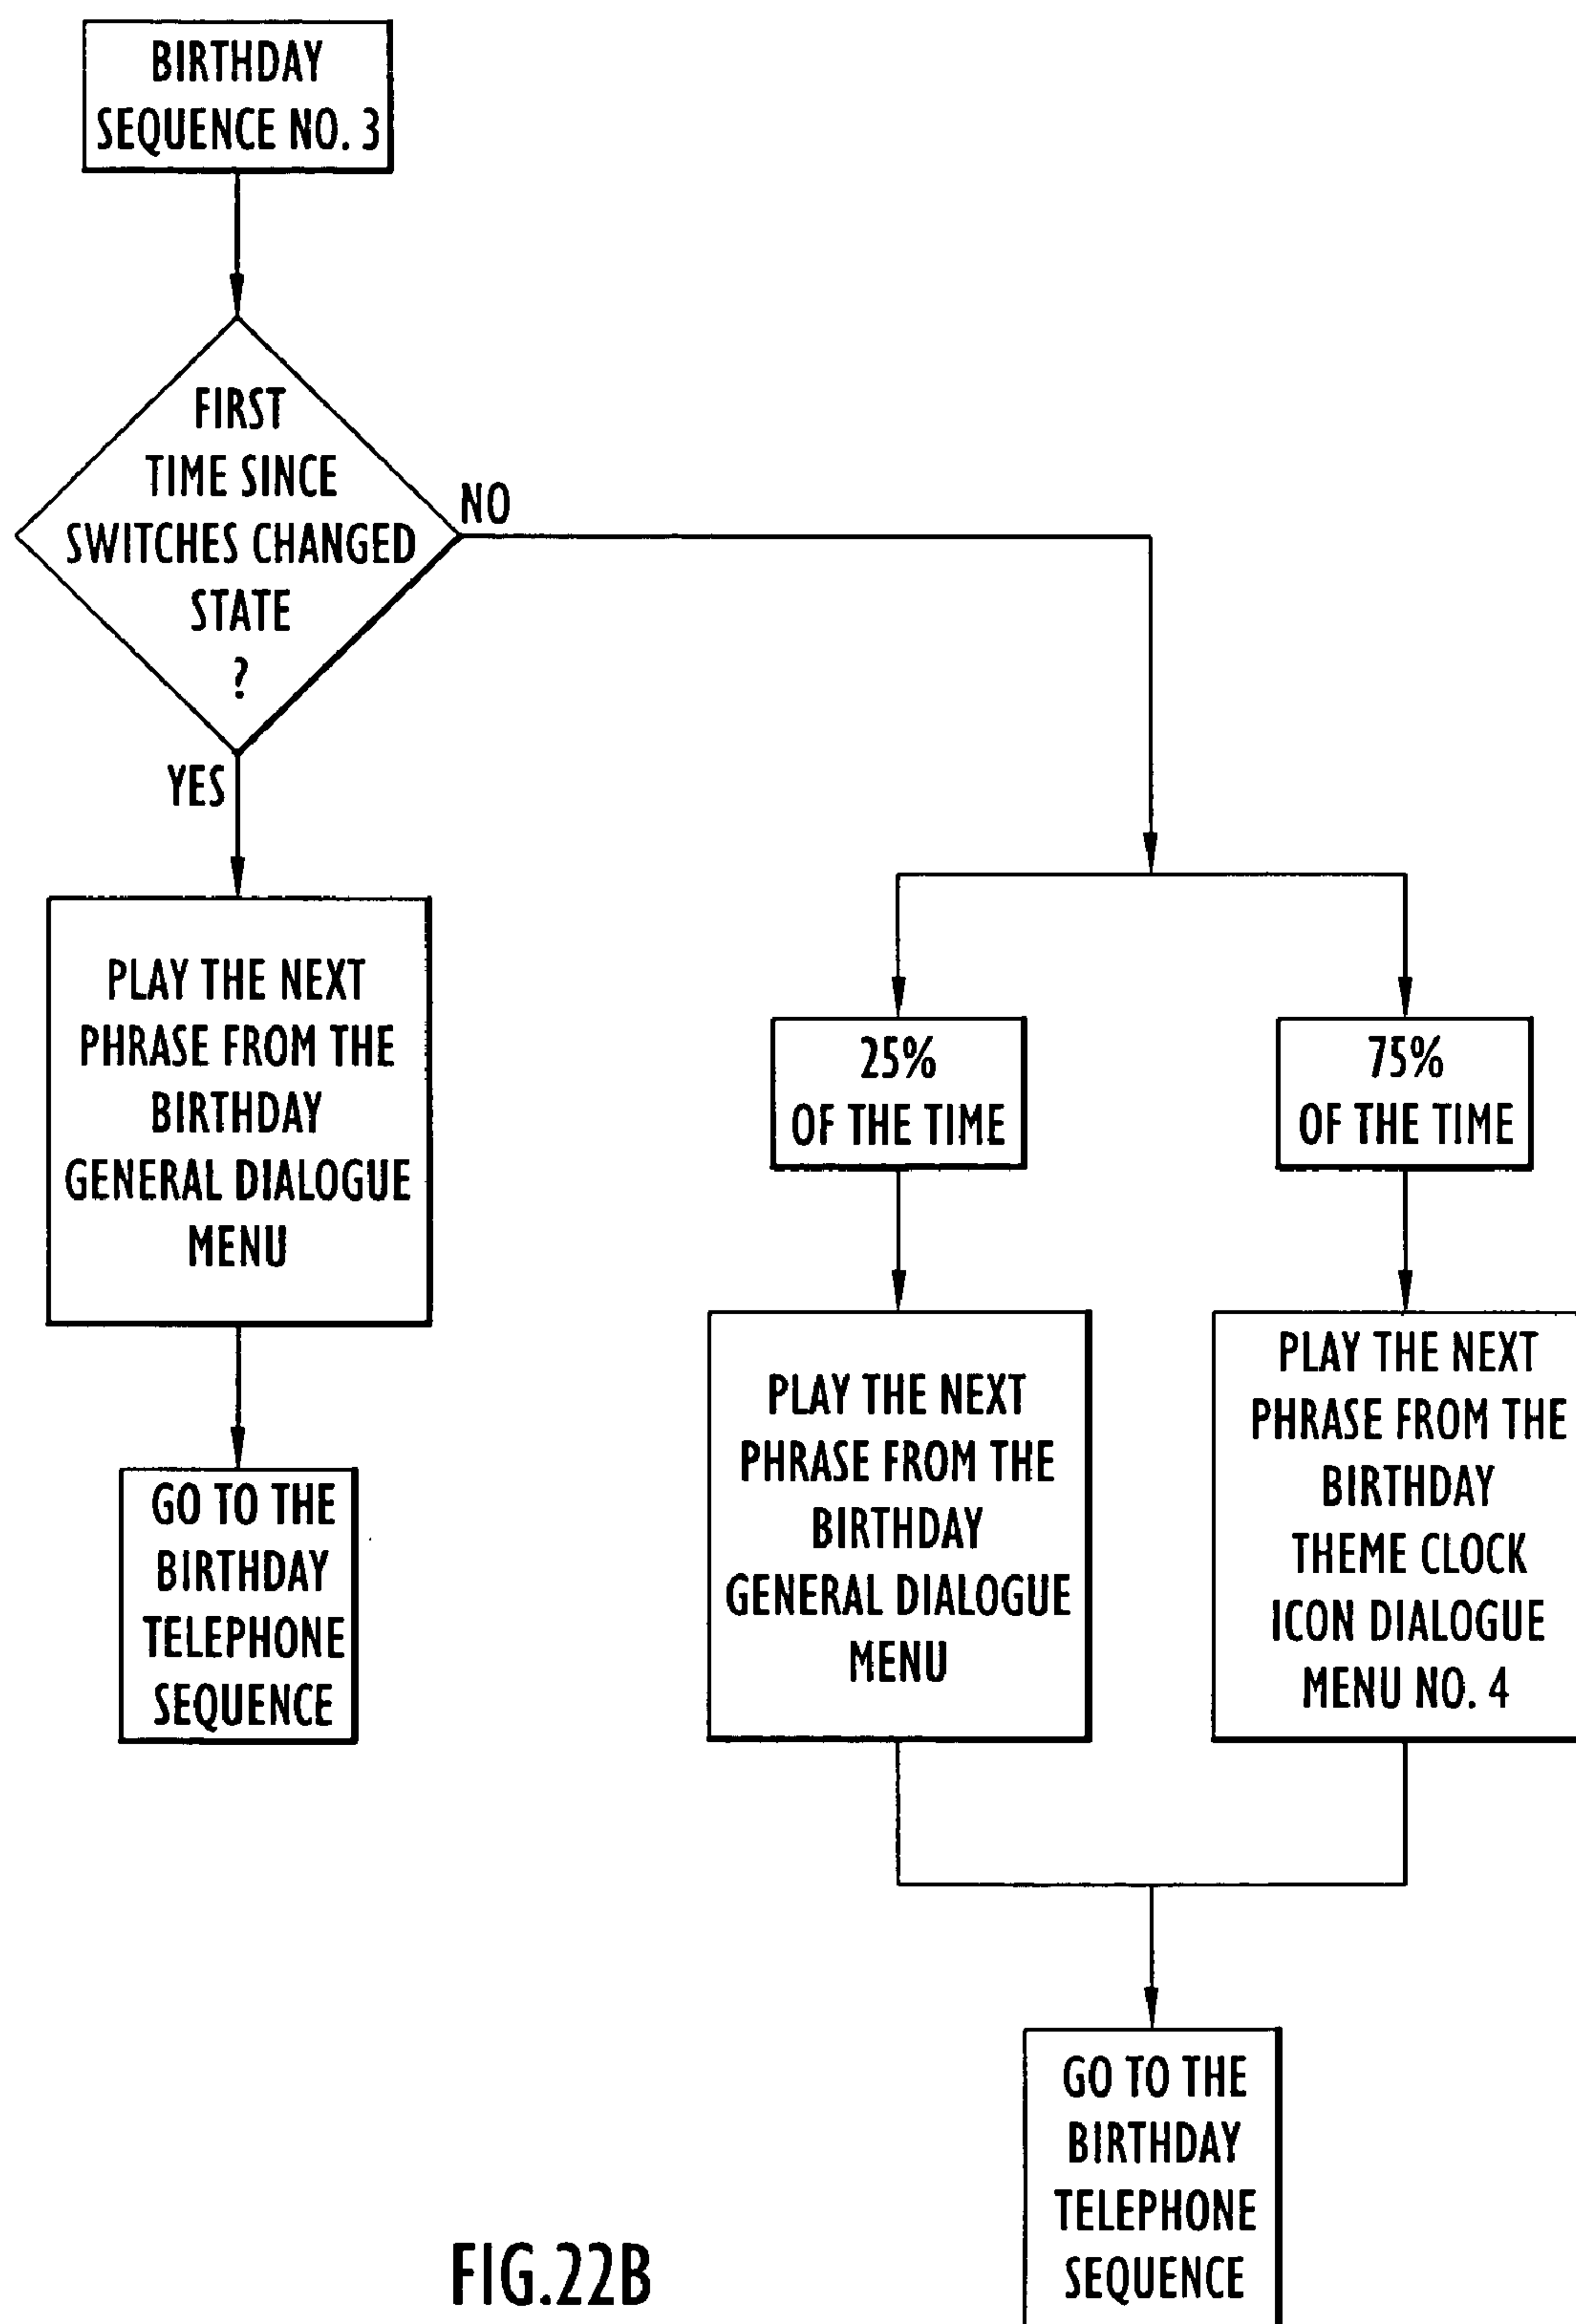 BIRTHDAY
SEQUENCE NO. 3
FIRST
TIME SINCE
SWITCHES CHANGED
STATE
?
NO
YES
PLAY THE NEXT
PHRASE FROM THE
BIRTHDAY
GENERAL DIALOGUE
MENU
GO TO THE
BIRTHDAY
TELEPHONE
SEQUENCE
25%
OF THE TIME
75%
OF THE TIME
PLAY THE NEXT
PHRASE FROM THE
BIRTHDAY
GENERAL DIALOGUE
MENU
PLAY THE NEXT
PHRASE FROM THE
BIRTHDAY
THEME CLOCK
ICON DIALOGUE
MENU NO. 4
GO TO THE
BIRTHDAY
TELEPHONE
SEQUENCE
FIG.22B